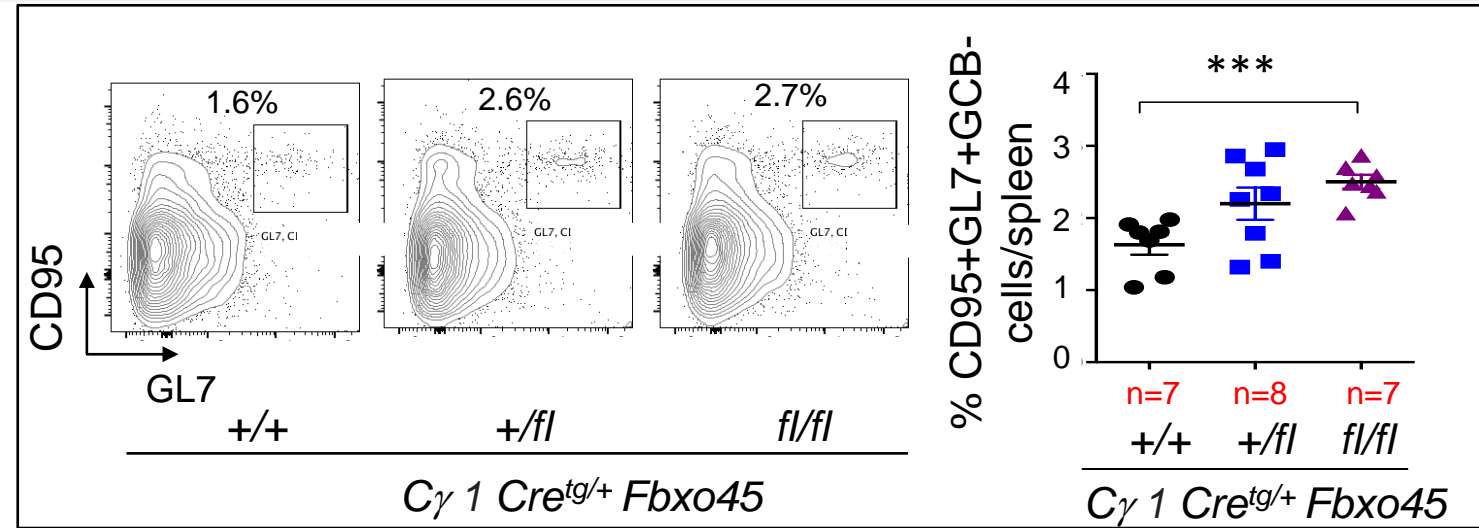 1.6%
2.6%
2.7%
GL7, CI
GL7, CI
GL7, CI
CD95
GL7
+/+
+/fl
fl/fl
Cγ 1 Cre^tg/+ Fbxo45
% CD95+GL7+GCB-
cells/spleen
***
4
3
2
1
0
n=7
n=8
n=7
+/+
+/fl
fl/fl
Cγ 1 Cre^tg/+ Fbxo45